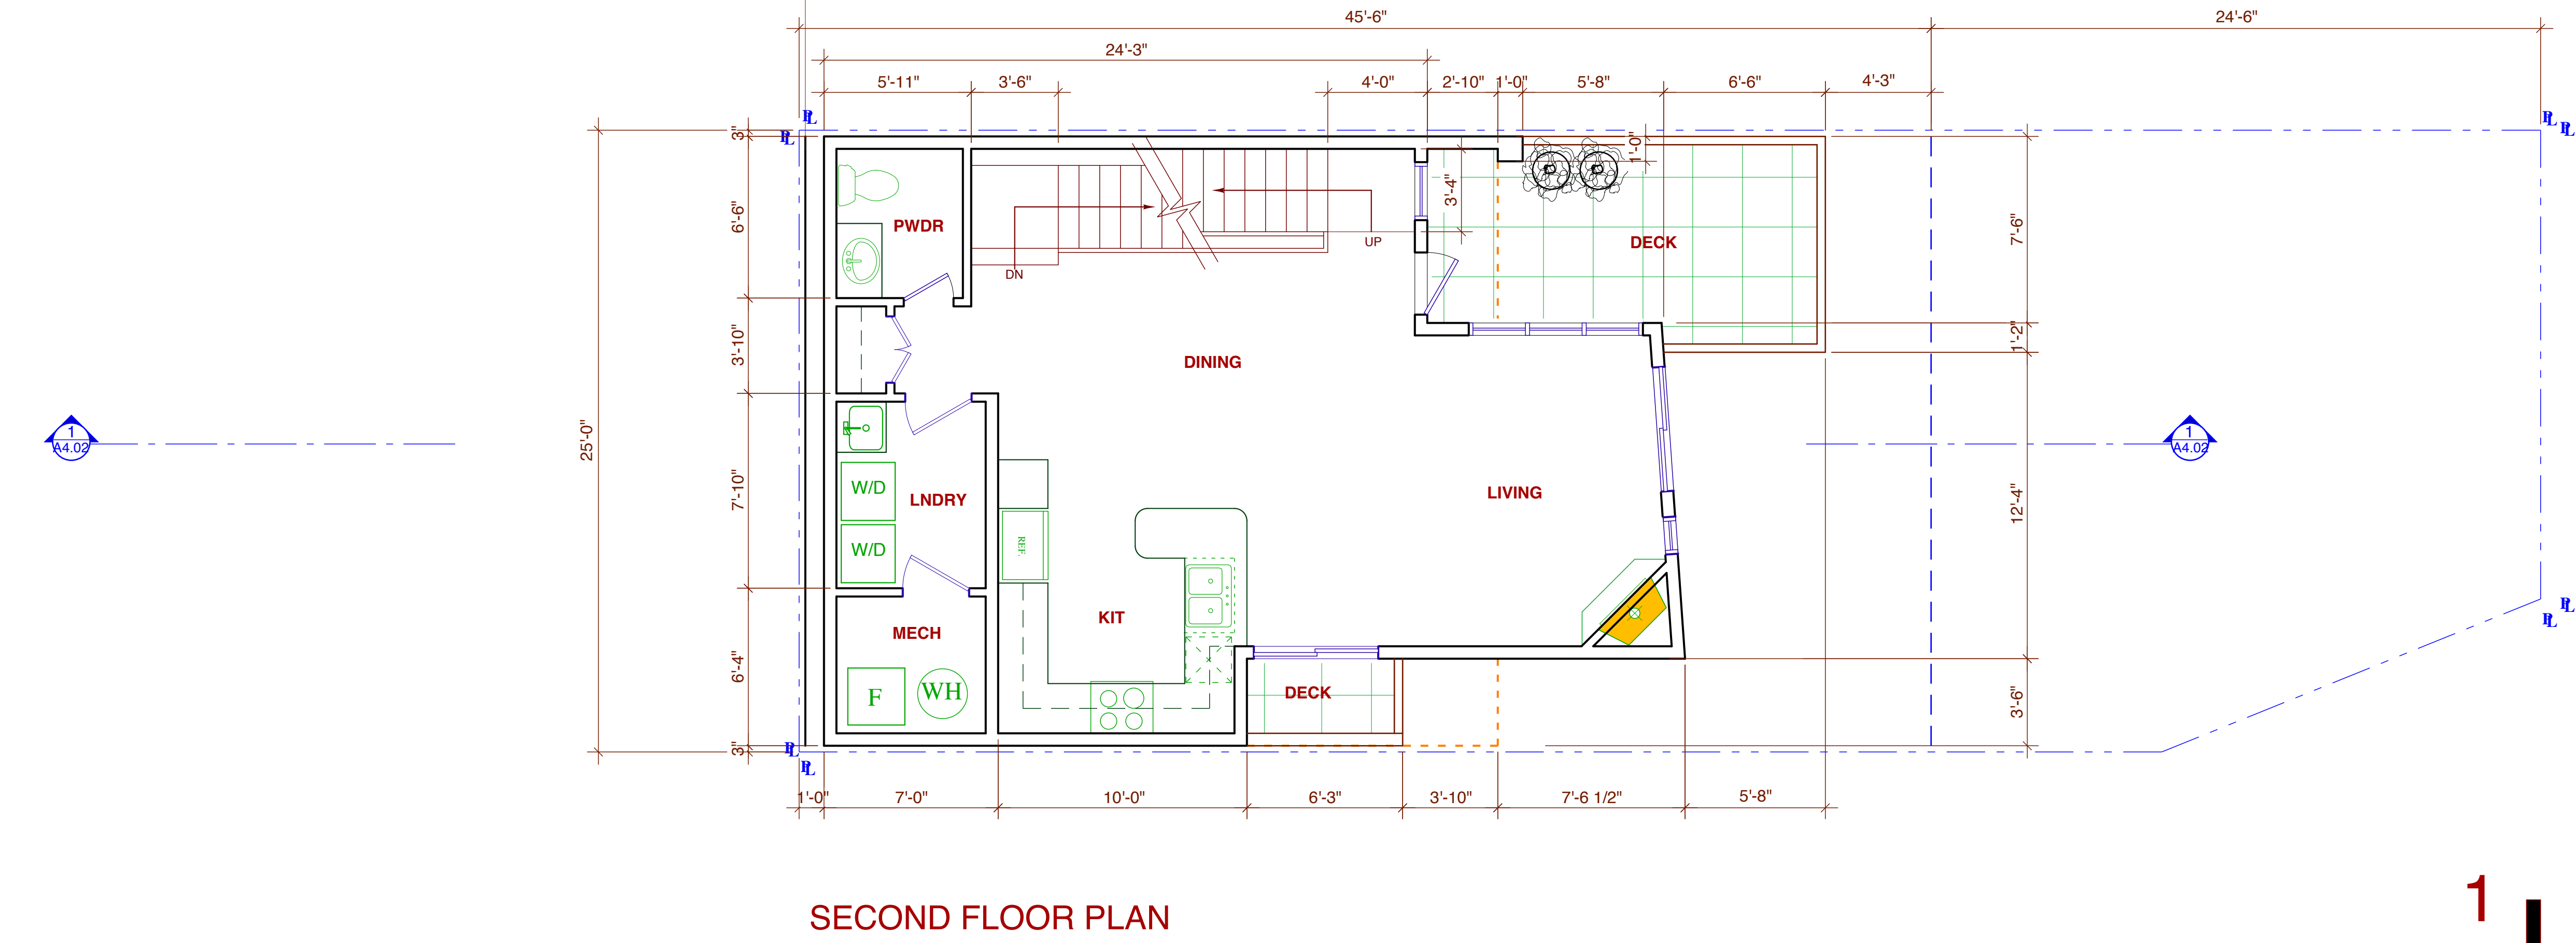 45'-6"
24'-6"
24'-3"
5'-11"
3'-6"
4'-0"
2'-10"
1'-0"
5'-8"
6'-6"
4'-3"
PL
PL
PL
PL
3"
1'-0"
3'-4"
6'-6"
PWDR
UP
DN
DECK
7'-6"
1'-2"
3'-10"
DINING
1
A4.02
25'-0"
1
A4.02
7'-10"
W/D
LNDRY
W/D
REF.
LIVING
12'-4"
KIT
MECH
6'-4"
F
WH
DECK
3'-6"
PL
PL
3"
PL
PL
1'-0"
7'-0"
10'-0"
6'-3"
3'-10"
7'-6 1/2"
5'-8"
SECOND FLOOR PLAN
1